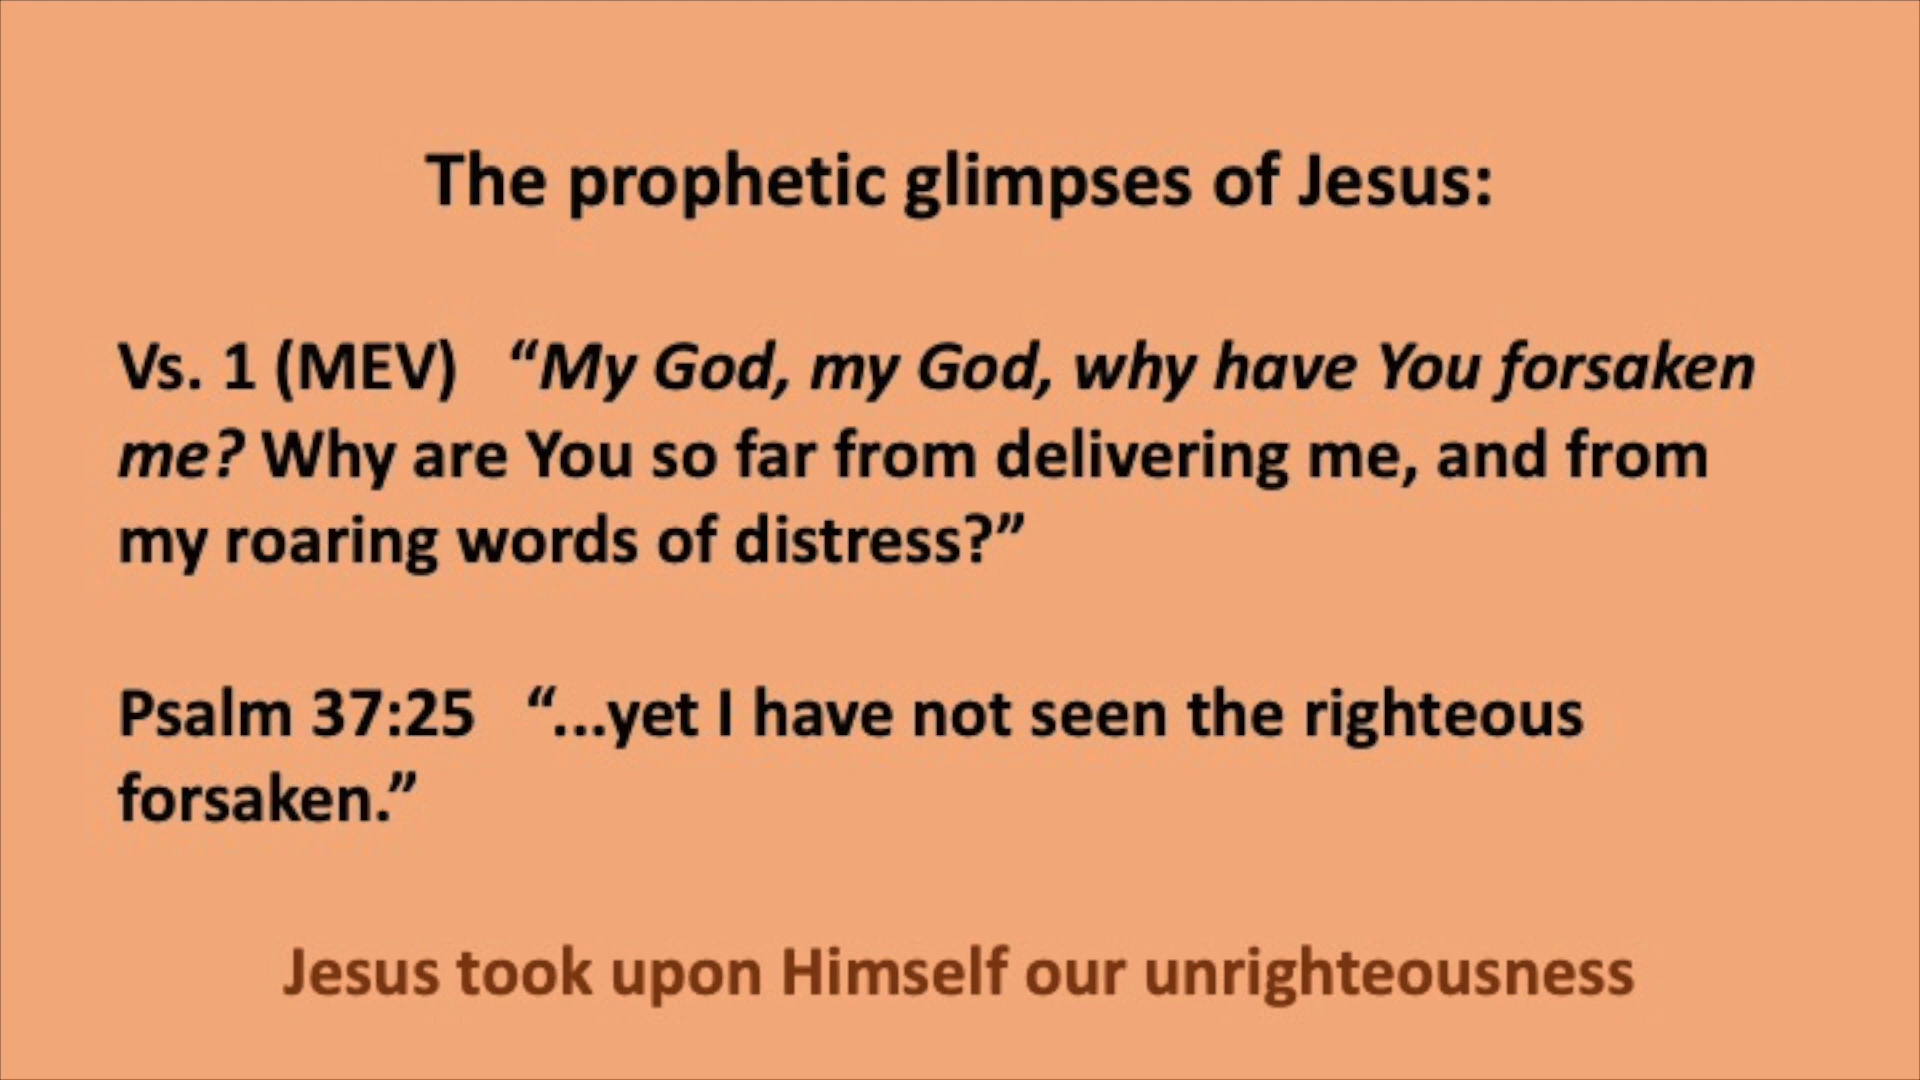 The prophetic glimpses of Jesus:
Vs. 1 (MEV) “My God, my God, why have You forsaken
me? Why are You so far from delivering me, and from
my roaring words of distress?”
Psalm 37:25 “...yet I have not seen the righteous
forsaken.”
Jesus took upon Himself our unrighteousness